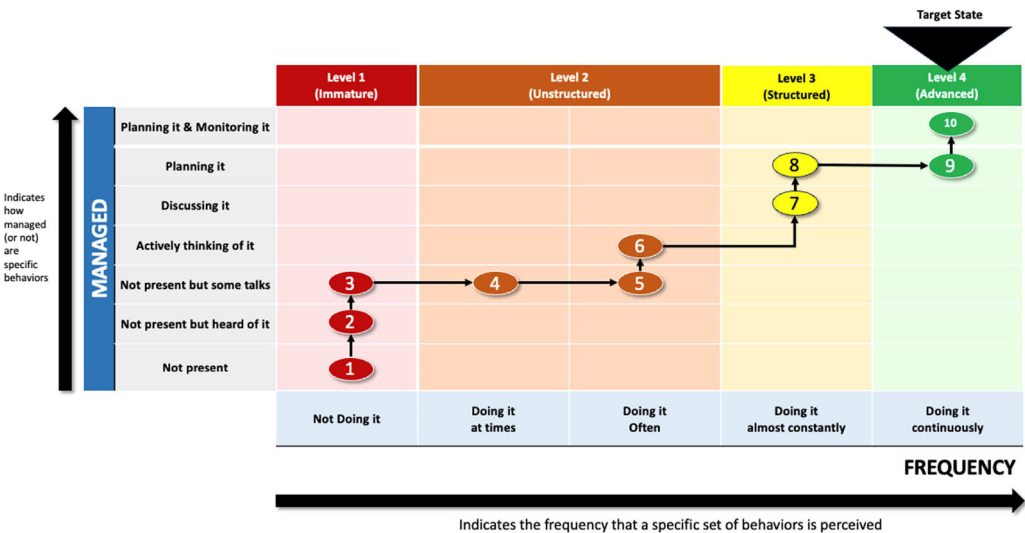 Target State
Level 1
(Immature)
Level 2
(Unstructured)
Level 3
(Structured)
Level 4
(Advanced)
Planning it & Monitoring it
10
Planning it
8
9
Discussing it
7
Actively thinking of it
6
Not present but some talks
3
4
5
Not present but heard of it
2
Not present
1
MANAGED
Indicates
how
managed
(or not)
are
specific
behaviors
Not Doing it
Doing it
at times
Doing it
Often
Doing it
almost constantly
Doing it
continuously
FREQUENCY
Indicates the frequency that a specific set of behaviors is perceived